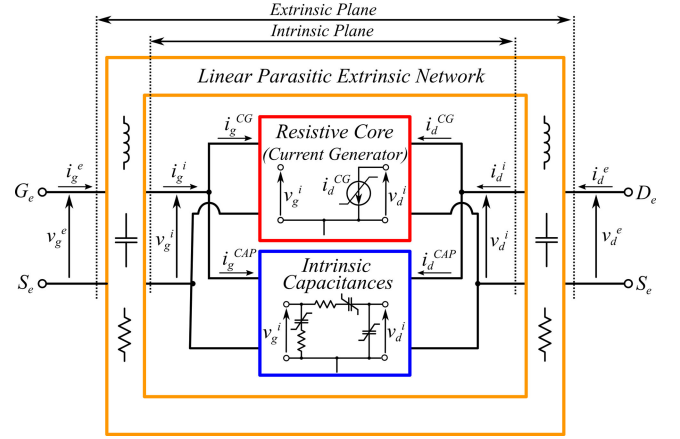 Extrinsic Plane
Intrinsic Plane
Linear Parasitic Extrinsic Network
i_g^CG
i_d^CG
Resistive Core
(Current Generator)
i_g^e
i_g^i
v_g^i
i_d^CG
v_d^i
i_d^i
i_d^e
G_e
D_e
v_g^e
v_g^i
v_d^i
v_d^e
S_e
S_e
i_g^CAP
i_d^CAP
Intrinsic
Capacitances
v_g^i
v_d^i